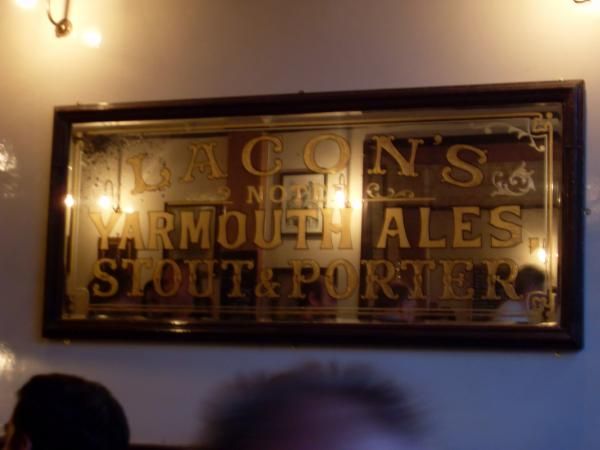 LACON'S
NOTED
YARMOUTH ALES,
STOUT & PORTER